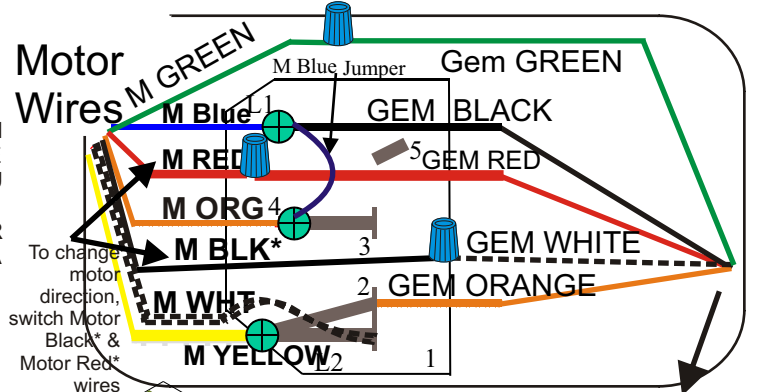 Motor
Wires
M GREEN
Gem GREEN
M Blue Jumper
M Blue
L1
GEM BLACK
M RED
5
GEM RED
M ORG
4
3
M BLK*
GEM WHITE
2
GEM ORANGE
M WHT
M YELLOW
L2
1
To change
motor
direction,
switch Motor
Black* &
Motor Red*
wires